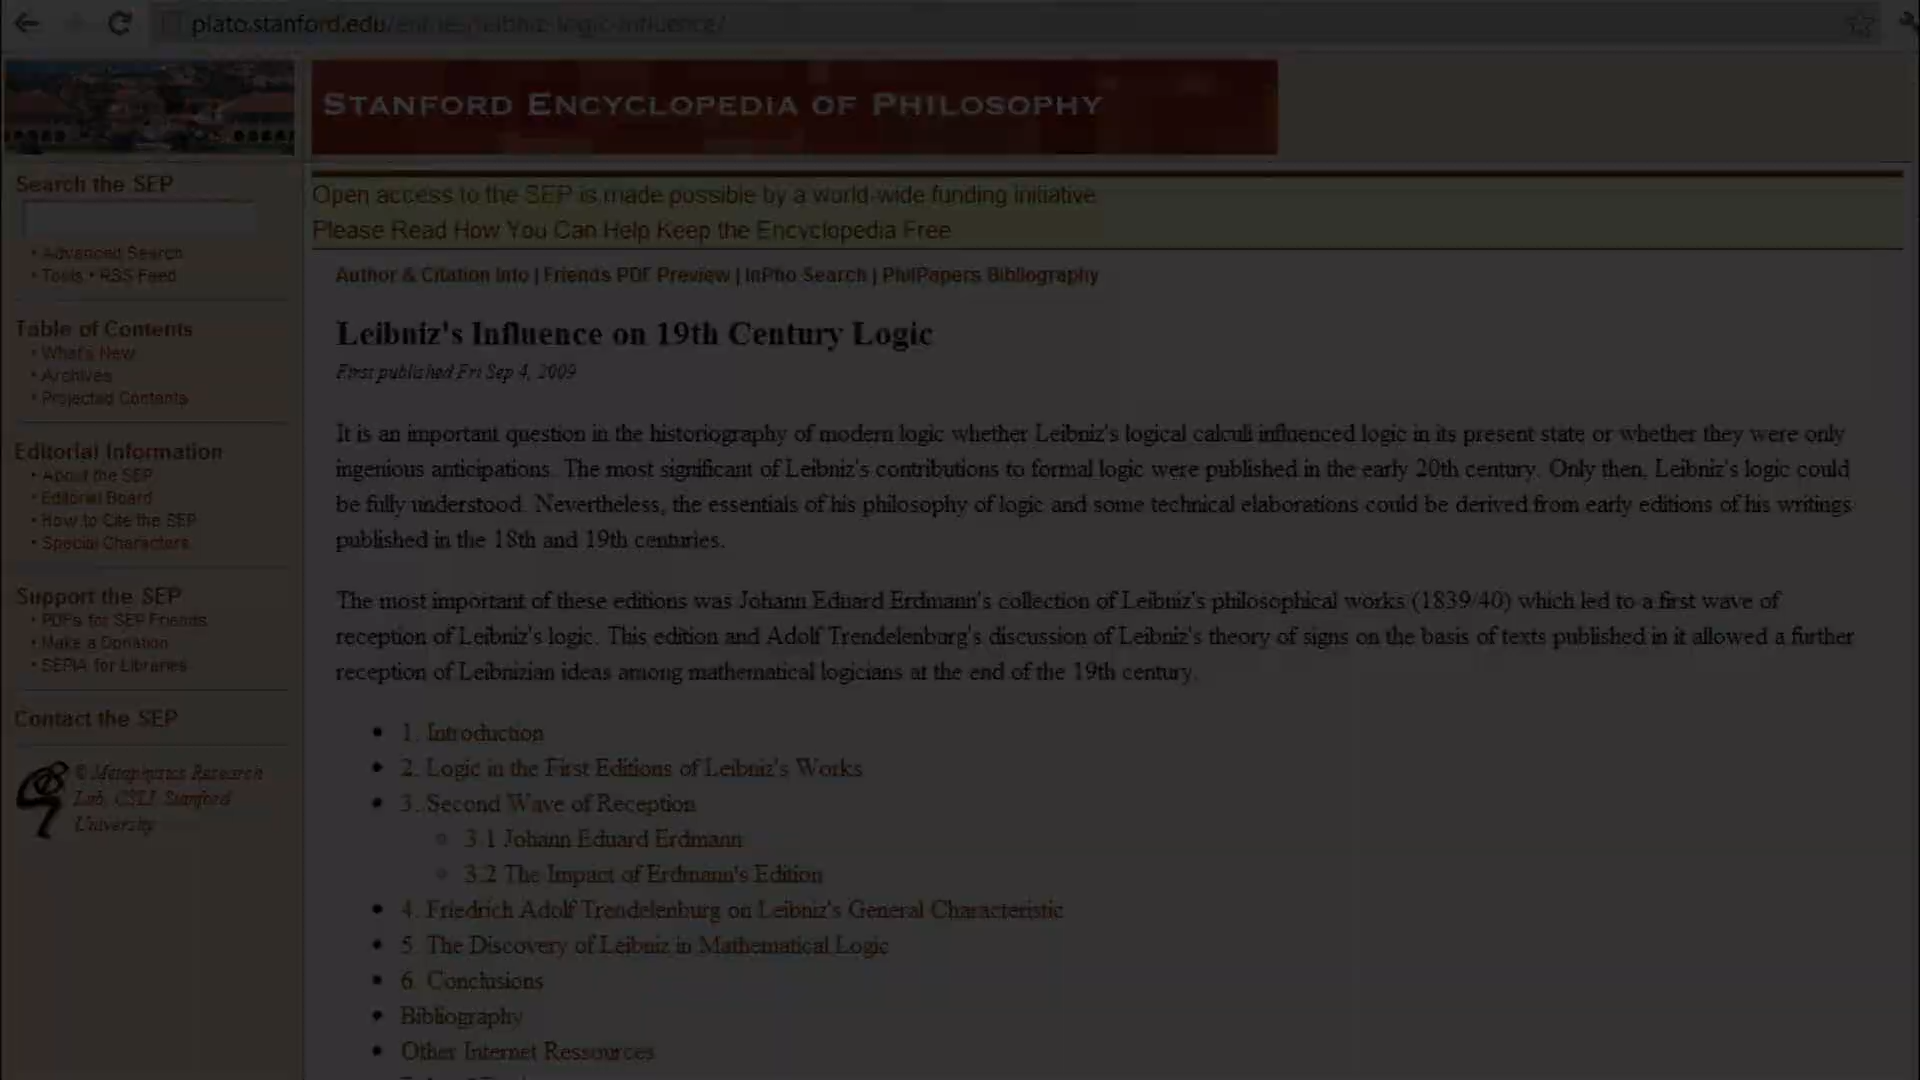 plato.stanford.edu/entries/leibniz-logic-influence/
STANFORD ENCYCLOPEDIA OF PHILOSOPHY
Search the SEP
• Advanced Search
• Tools • RSS Feed
Table of Contents
• What's New
• Archives
• Projected Contents
Editorial Information
• About the SEP
• Editorial Board
• How to Cite the SEP
• Special Characters
Support the SEP
• PDFs for SEP Friends
• Make a Donation
• SEPIA for Libraries
Contact the SEP
© Metaphysics Research
Lab, CSLI, Stanford
University
Open access to the SEP is made possible by a world-wide funding initiative.
Please Read How You Can Help Keep the Encyclopedia Free
Author & Citation Info | Friends PDF Preview | InPho Search | PhilPapers Bibliography
Leibniz's Influence on 19th Century Logic
First published Fri Sep 4, 2009
It is an important question in the historiography of modern logic whether Leibniz's logical calculi influenced logic in its present state or whether they were only
ingenious anticipations. The most significant of Leibniz's contributions to formal logic were published in the early 20th century. Only then, Leibniz's logic could
be fully understood. Nevertheless, the essentials of his philosophy of logic and some technical elaborations could be derived from early editions of his writings
published in the 18th and 19th centuries.
The most important of these editions was Johann Eduard Erdmann's collection of Leibniz's philosophical works (1839/40) which led to a first wave of
reception of Leibniz's logic. This edition and Adolf Trendelenburg's discussion of Leibniz's theory of signs on the basis of texts published in it allowed a further
reception of Leibnizian ideas among mathematical logicians at the end of the 19th century.
• 1. Introduction
• 2. Logic in the First Editions of Leibniz's Works
• 3. Second Wave of Reception
○ 3.1 Johann Eduard Erdmann
○ 3.2 The Impact of Erdmann's Edition
• 4. Friedrich Adolf Trendelenburg on Leibniz's General Characteristic
• 5. The Discovery of Leibniz in Mathematical Logic
• 6. Conclusions
• Bibliography
• Other Internet Ressources